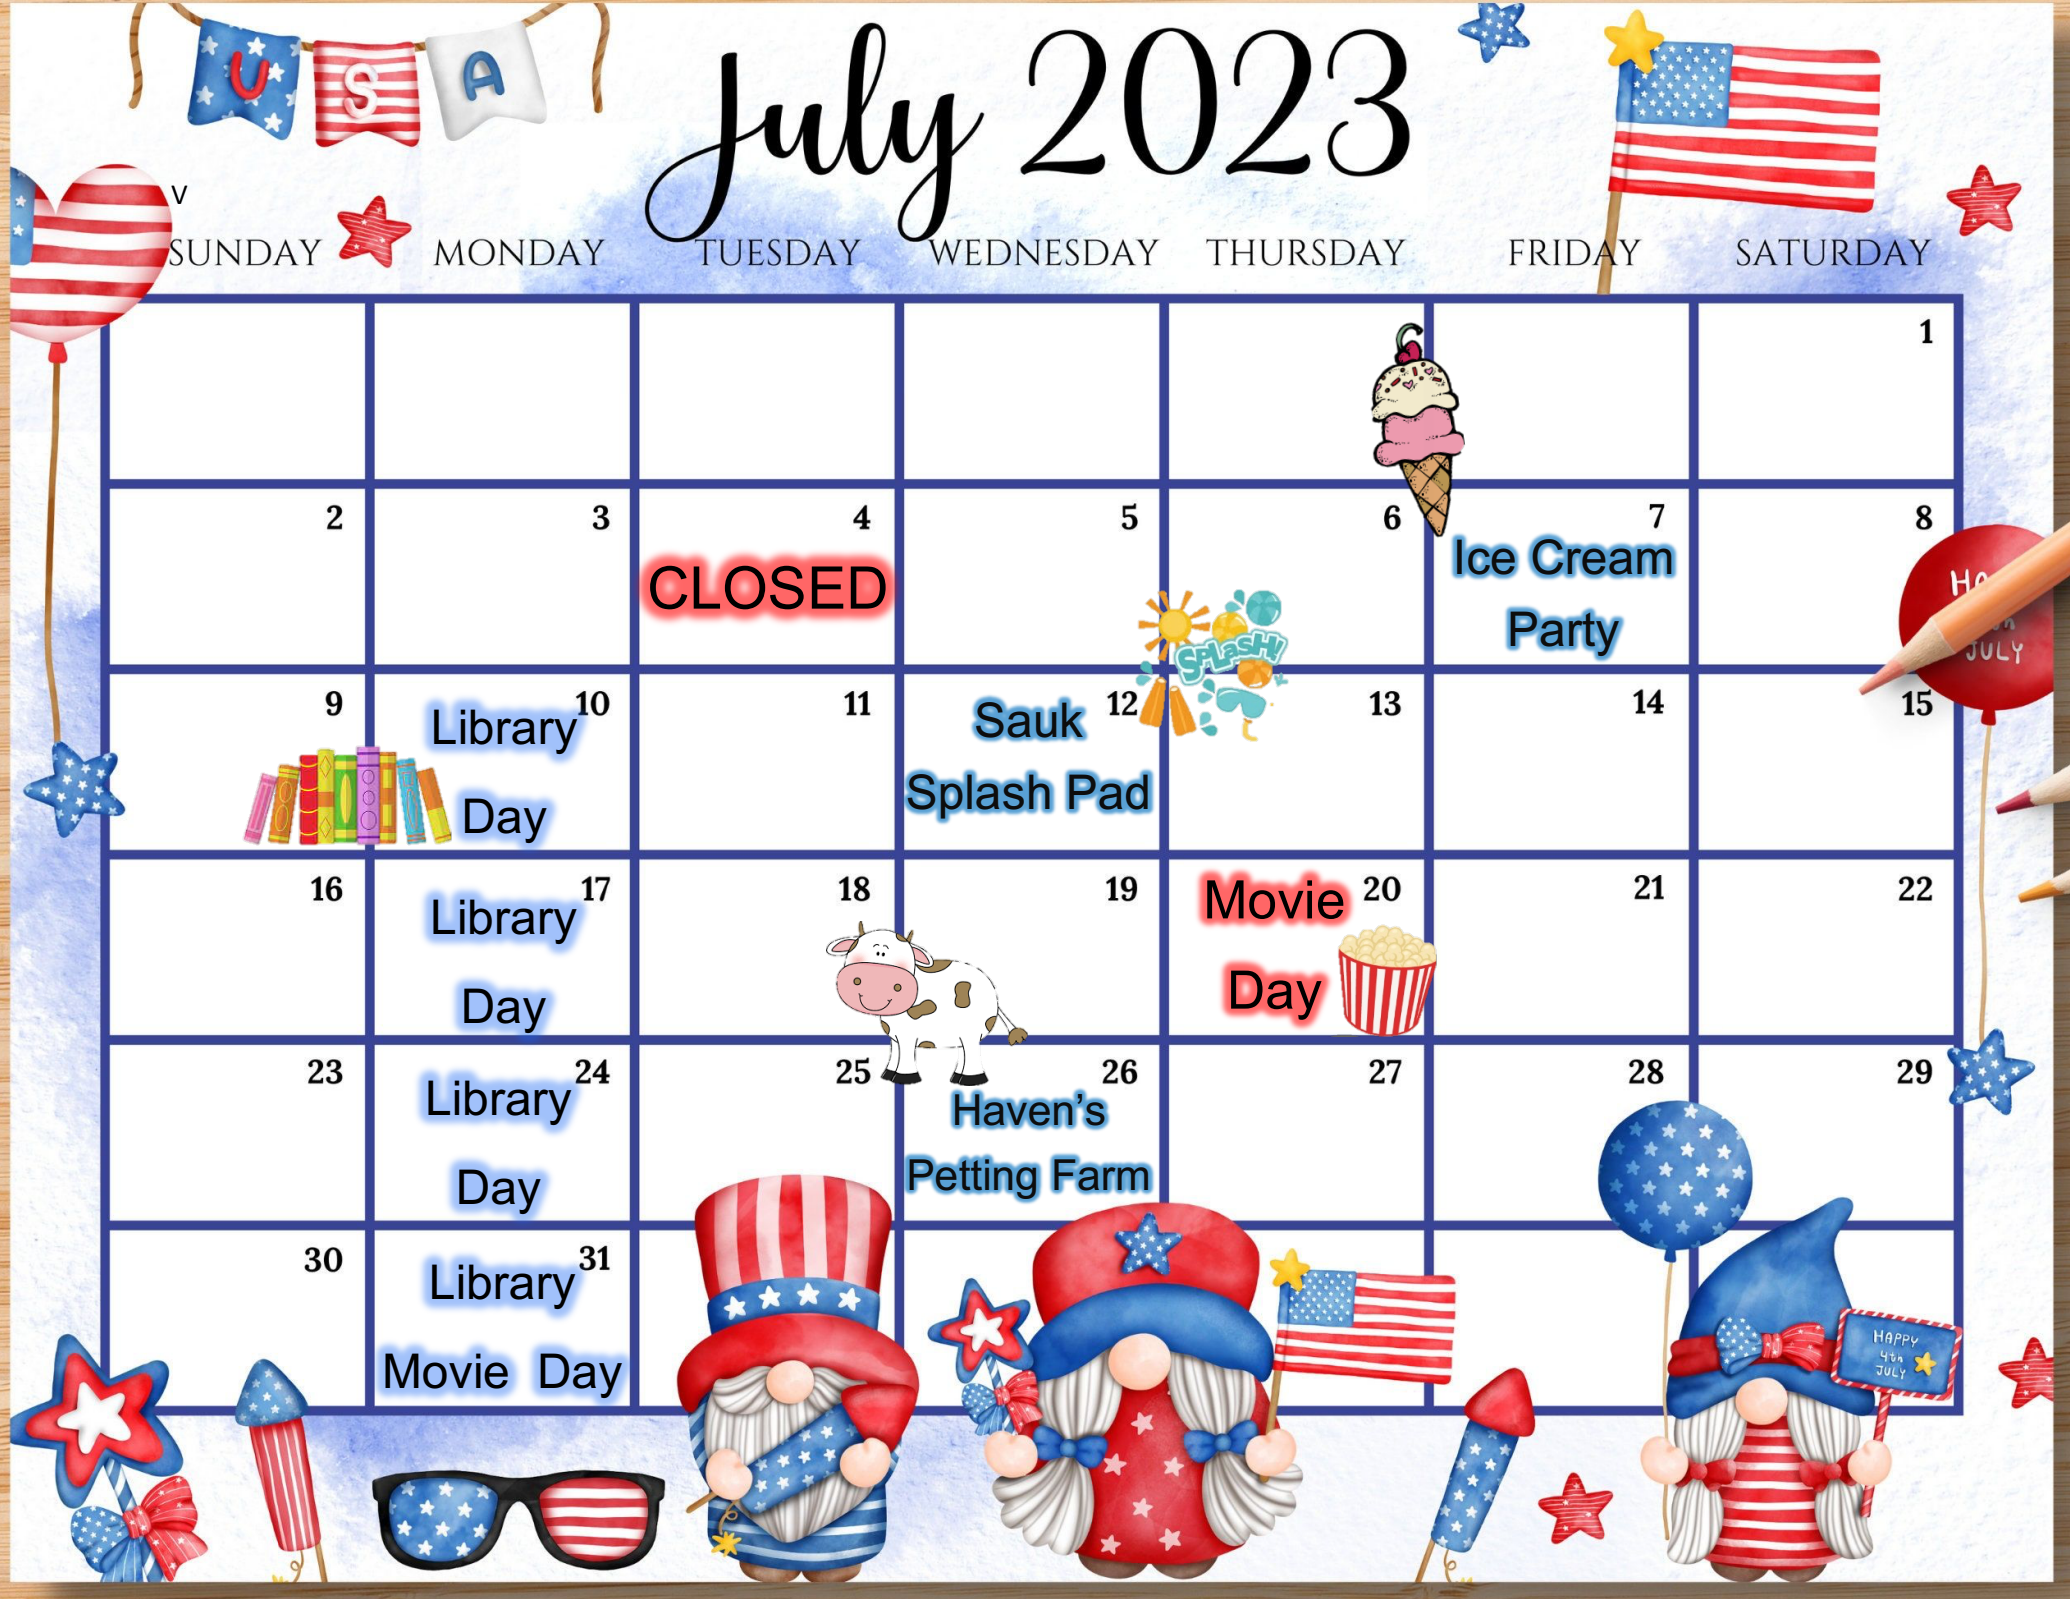 USA
July 2023
v
SUNDAY MONDAY TUESDAY WEDNESDAY THURSDAY FRIDAY SATURDAY
1
2 3 4 5 6 7 8
CLOSED
Ice Cream
Party
SPLaSH!
JULY
9 10 11 12 13 14 15
Library
Day
Sauk
Splash Pad
16 17 18 19 20 21 22
Library
Day
Movie
Day
23 24 25 26 27 28 29
Library
Day
Haven's
Petting Farm
30 31
Library
Movie Day
HAPPY
4th
JULY